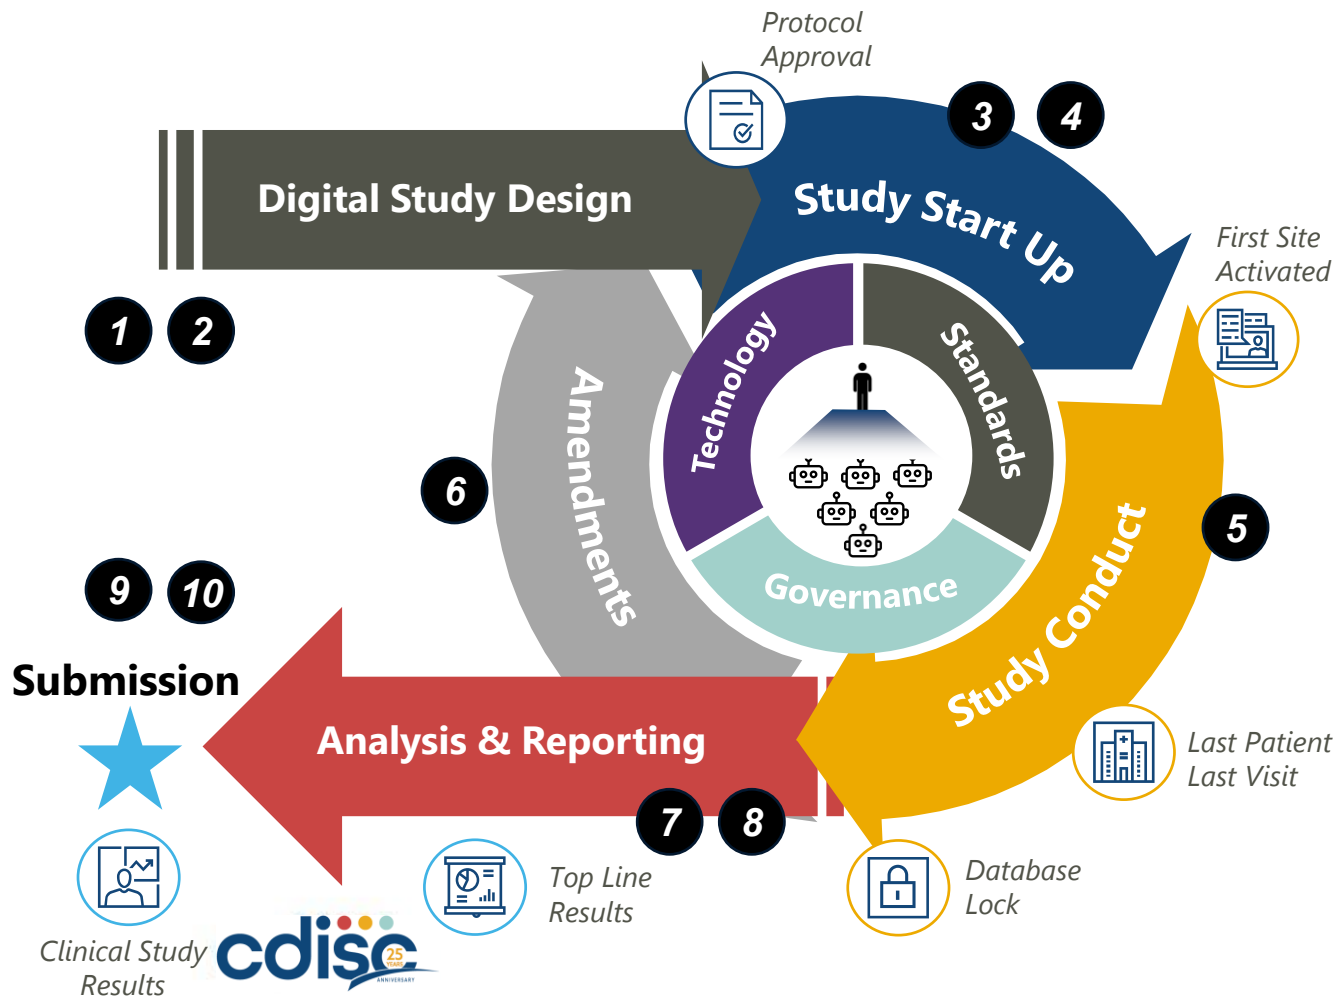 Protocol
Approval
3
4
Digital Study Design
Study Start Up
First Site
Activated
1
2
Technology
Standards
Amendments
6
5
Governance
Study Conduct
9
10
Submission
Analysis & Reporting
Last Patient
Last Visit
7
8
Top Line
Results
Database
Lock
Clinical Study
Results
cdisc
25
YEARS
ANNIVERSARY